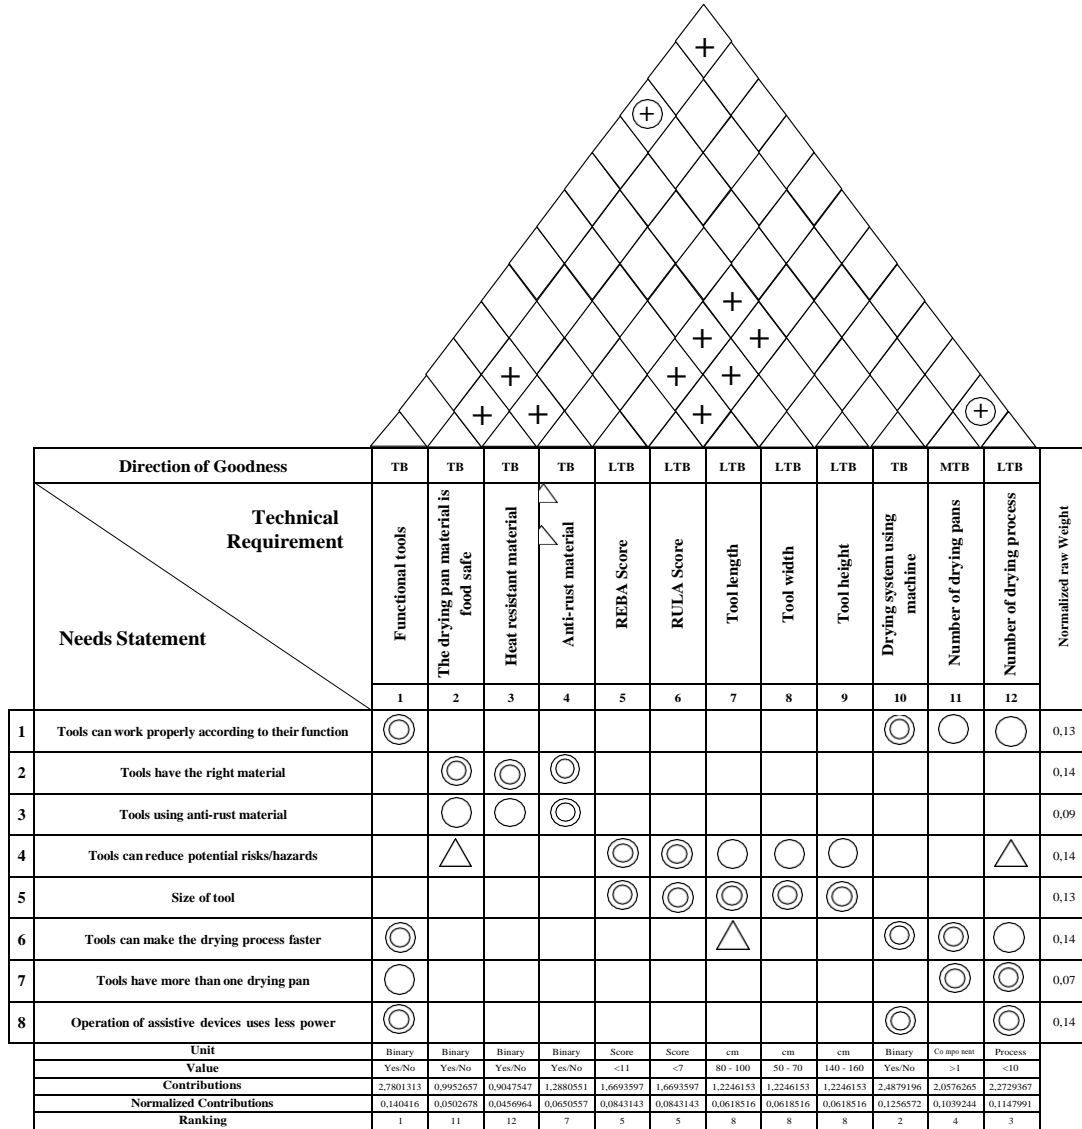 +
+
+
+ +
+ + +
+ + + +
Direction of Goodness TB TB TB TB LTB LTB LTB LTB LTB TB MTB LTB
Technical
Requirement
Needs Statement
Functional tools
The drying pan material is
food safe
Heat resistant material
Anti-rust material
REBA Score
RULA Score
Tool length
Tool width
Tool height
Drying system using
machine
Number of drying pans
Number of drying process
Normalized raw Weight
1 2 3 4 5 6 7 8 9 10 11 12
1 Tools can work properly according to their function 0,13
2 Tools have the right material 0,14
3 Tools using anti-rust material 0,09
4 Tools can reduce potential risks/hazards 0,14
5 Size of tool 0,13
6 Tools can make the drying process faster 0,14
7 Tools have more than one drying pan 0,07
8 Operation of assistive devices uses less power 0,14
Unit Binary Binary Binary Binary Score Score cm cm cm Binary Co mpo nent Process
Value Yes/No Yes/No Yes/No Yes/No <11 <7 80 - 100 50 - 70 140 - 160 Yes/No >1 <10
Contributions 2,7801313 0,9952657 0,9047547 1,2880551 1,6693597 1,6693597 1,2246153 1,2246153 1,2246153 2,4879196 2,0576265 2,2729367
Normalized Contributions 0,140416 0,0502678 0,0456964 0,0650557 0,0843143 0,0843143 0,0618516 0,0618516 0,0618516 0,1256572 0,1039244 0,1147991
Ranking 1 11 12 7 5 5 8 8 8 2 4 3